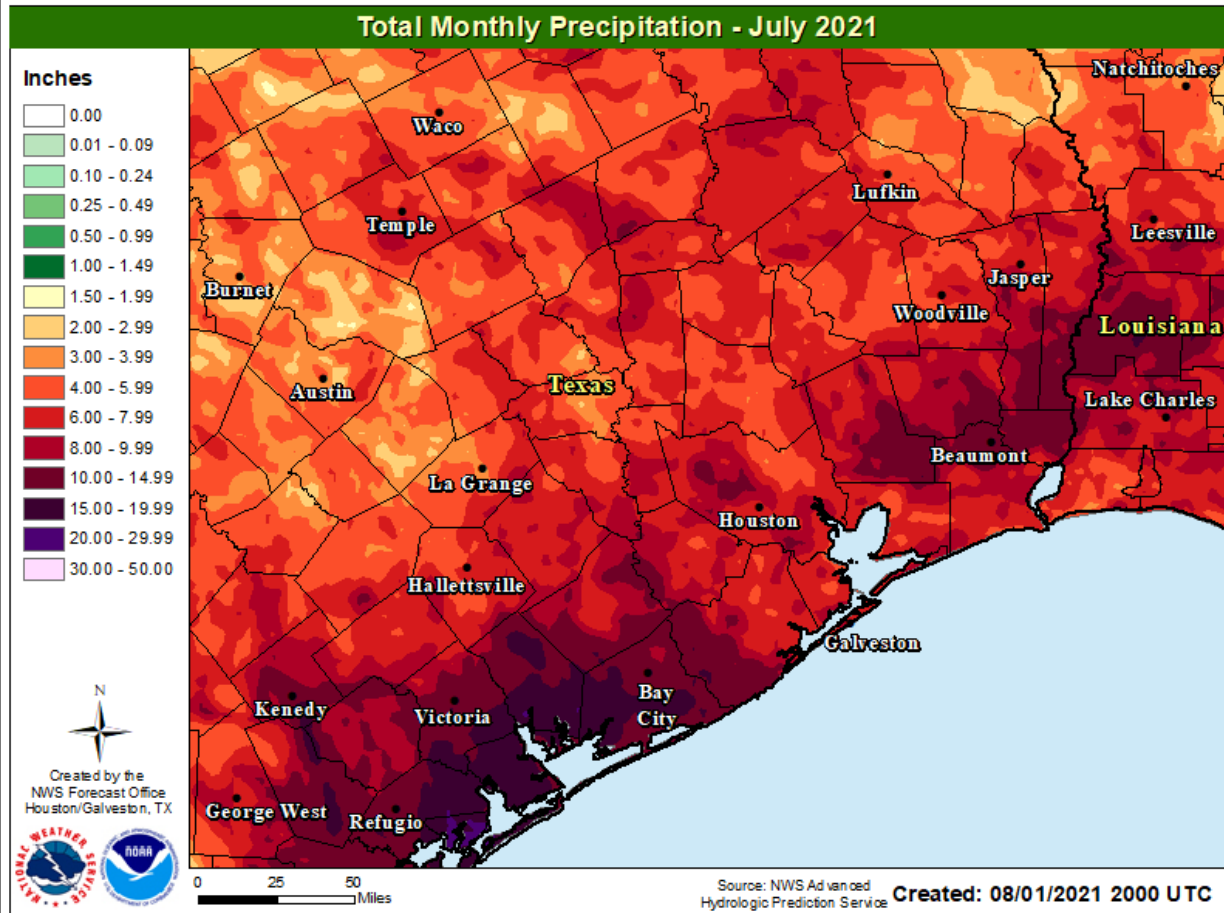 Total Monthly Precipitation - July 2021
Inches
0.00
0.01 - 0.09
0.10 - 0.24
0.25 - 0.49
0.50 - 0.99
1.00 - 1.49
1.50 - 1.99
2.00 - 2.99
3.00 - 3.99
4.00 - 5.99
6.00 - 7.99
8.00 - 9.99
10.00 - 14.99
15.00 - 19.99
20.00 - 29.99
30.00 - 50.00
Natchitoches
Waco
Lufkin
Temple
Leesville
Jasper
Burnet
Woodville
Louisiana
Texas
Austin
Lake Charles
Beaumont
La Grange
Houston
Hallettsville
Galveston
Kenedy
Victoria
Bay
City
George West
Refugio
N
Created by the
NWS Forecast Office
Houston/Galveston, TX
NATIONAL WEATHER SERVICE
NOAA
0 25 50
Miles
Source: NWS Advanced
Hydrologic Prediction Service
Created: 08/01/2021 2000 UTC